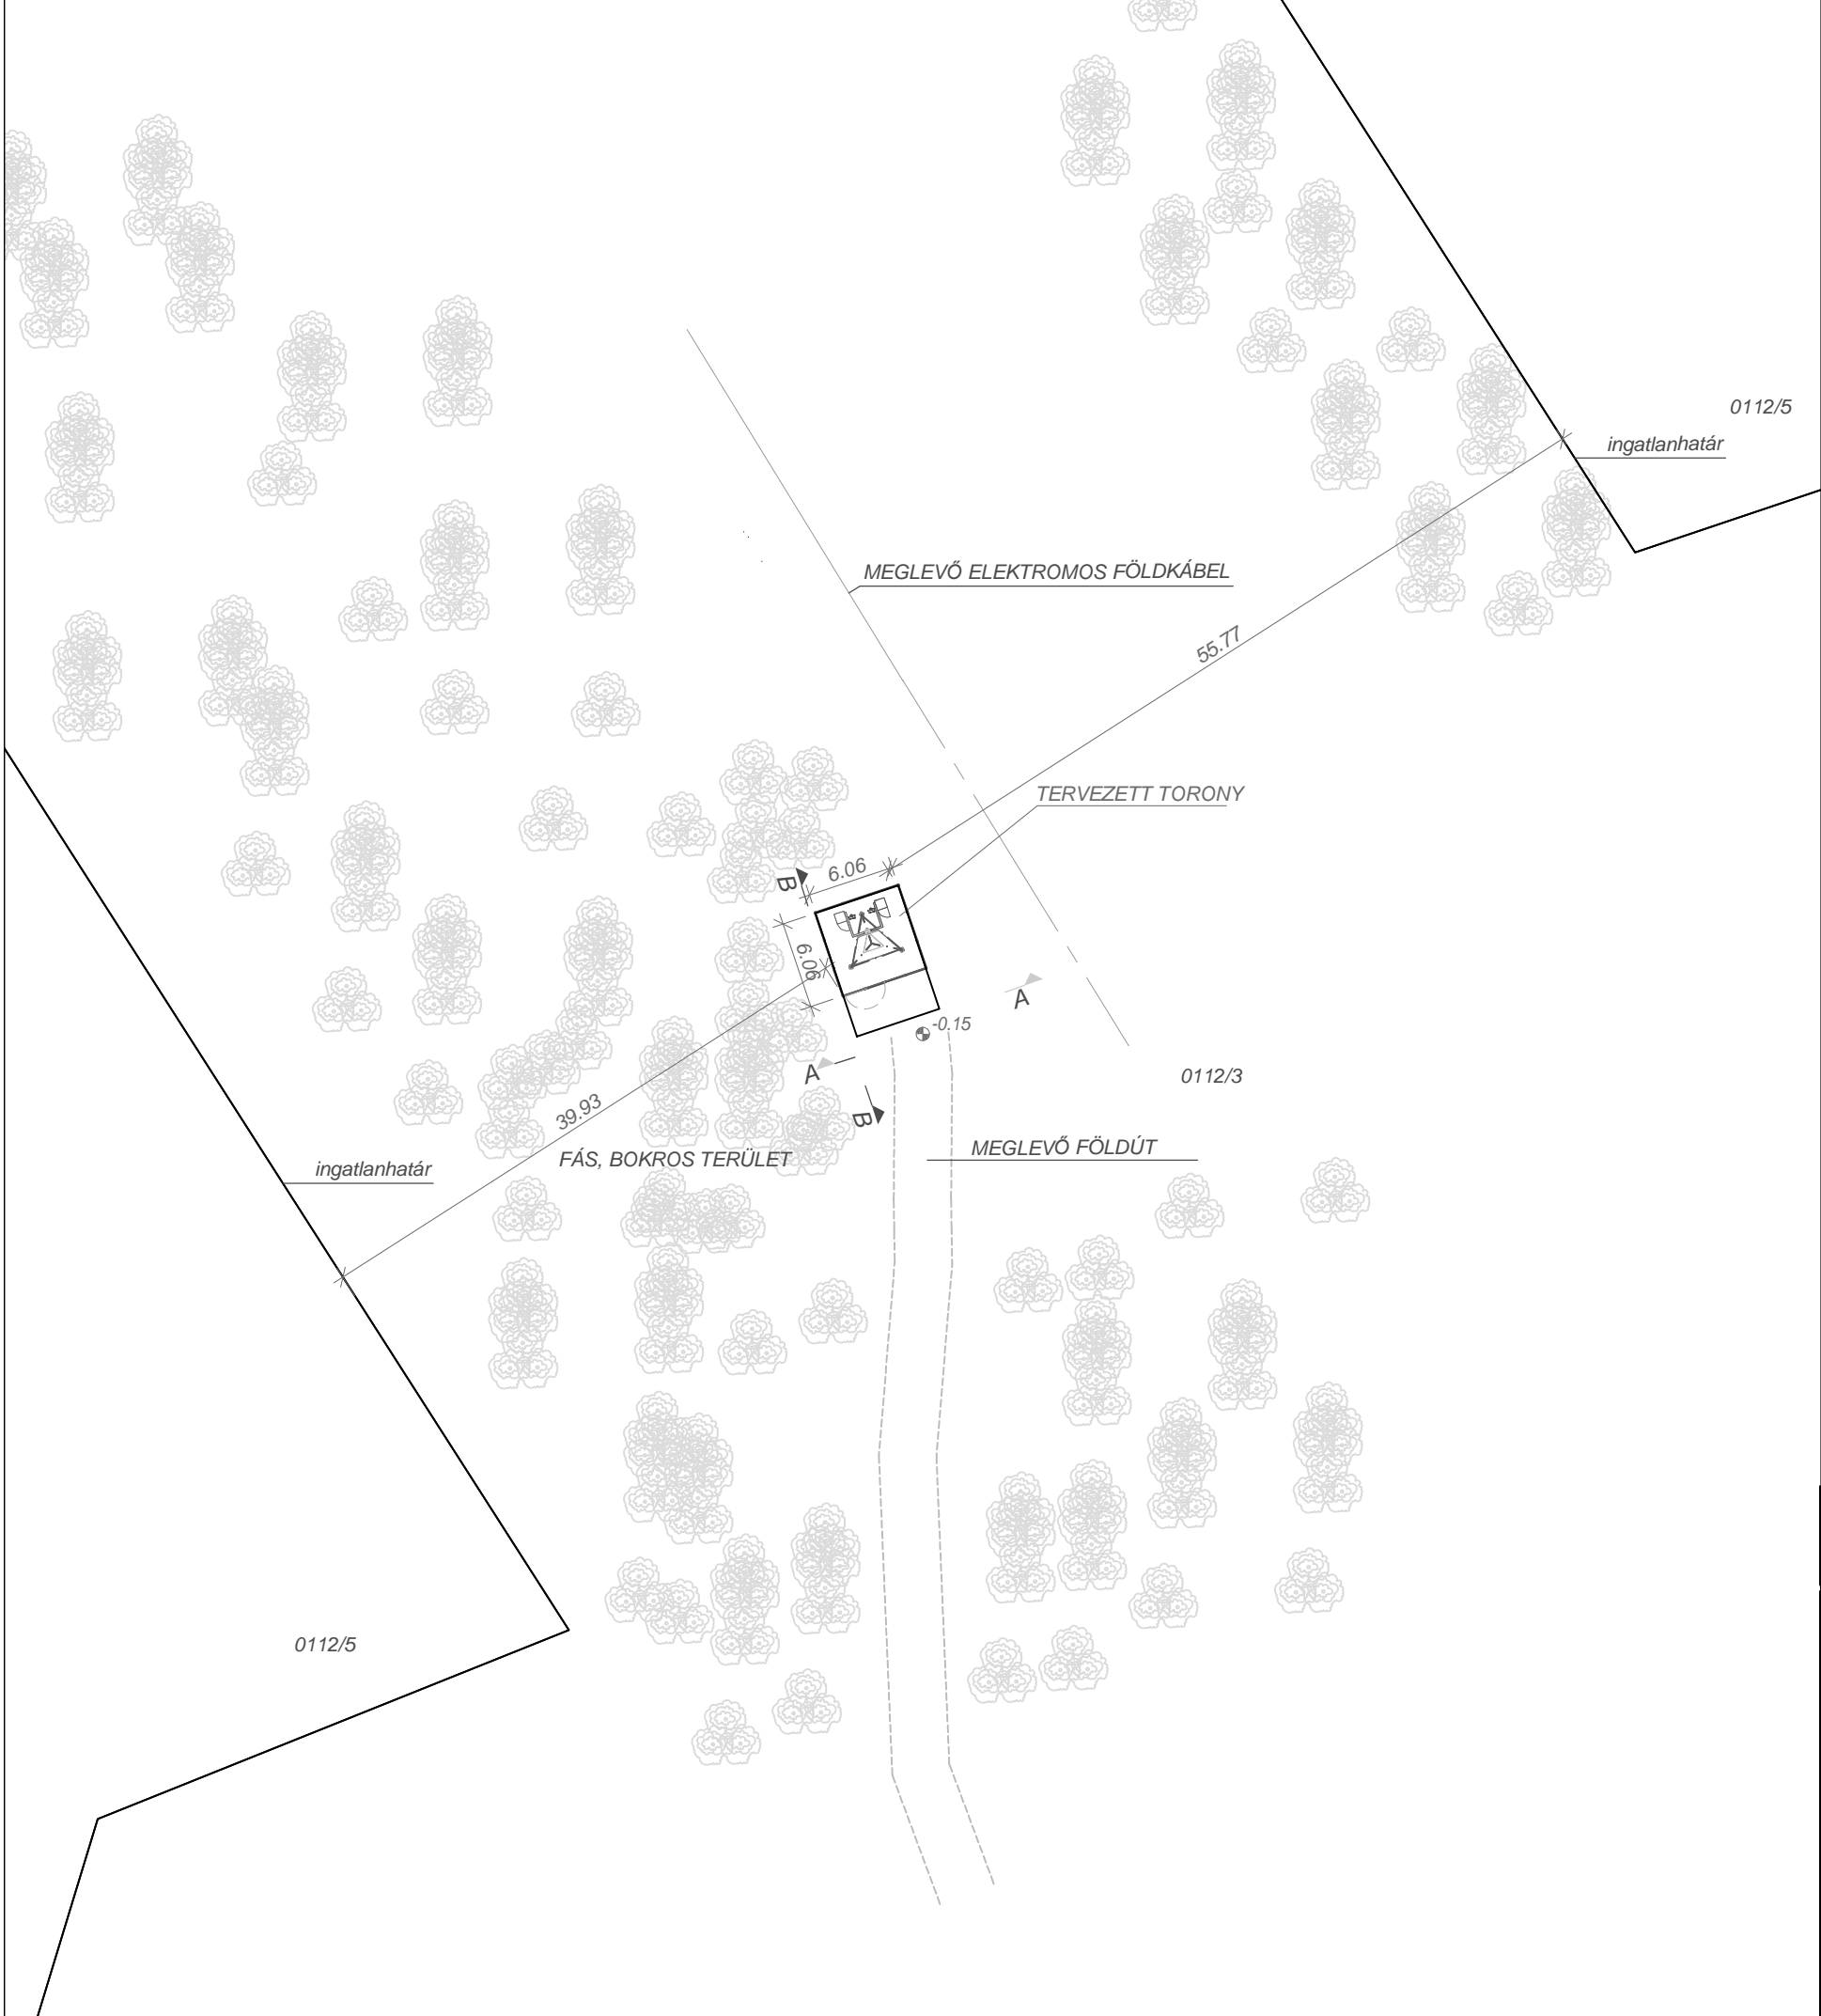 0112/5
ingatlanhatár
MEGLEVŐ ELEKTROMOS FÖLDKÁBEL
55.77
TERVEZETT TORONY
6.06
B
6.06
A
-0.15
A
0112/3
B
39.93
MEGLEVŐ FÖLDÚT
FÁS, BOKROS TERÜLET
ingatlanhatár
0112/5